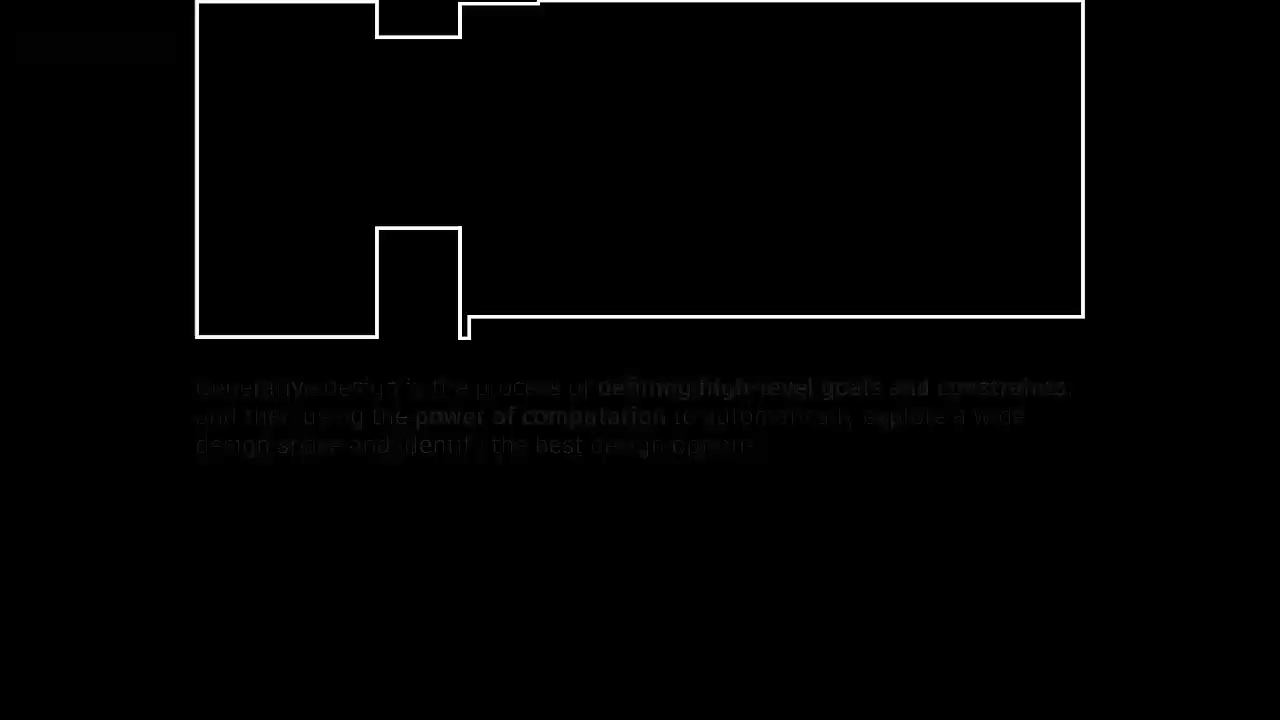 Generative design is the process of defining high-level goals and constraints
and then using the power of computation to automatically explore a wide
design space and identify the best design options.